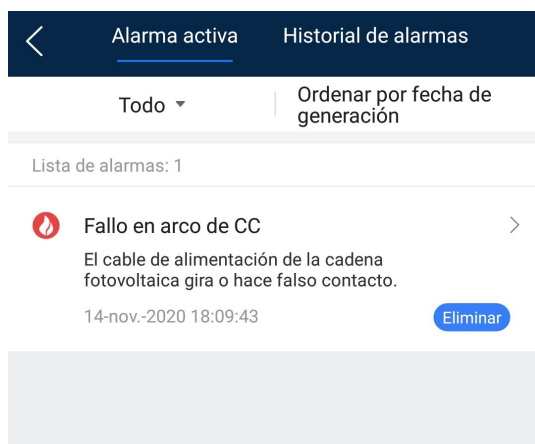 Alarma activa Historial de alarmas
Todo Ordenar por fecha de
generación
Lista de alarmas: 1
Fallo en arco de CC
El cable de alimentación de la cadena
fotovoltaica gira o hace falso contacto.
14-nov.-2020 18:09:43 Eliminar